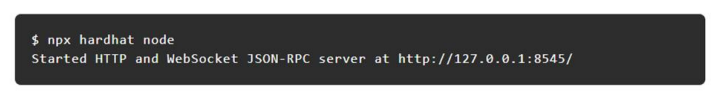 $ npx hardhat node
Started HTTP and WebSocket JSON-RPC server at http://127.0.0.1:8545/